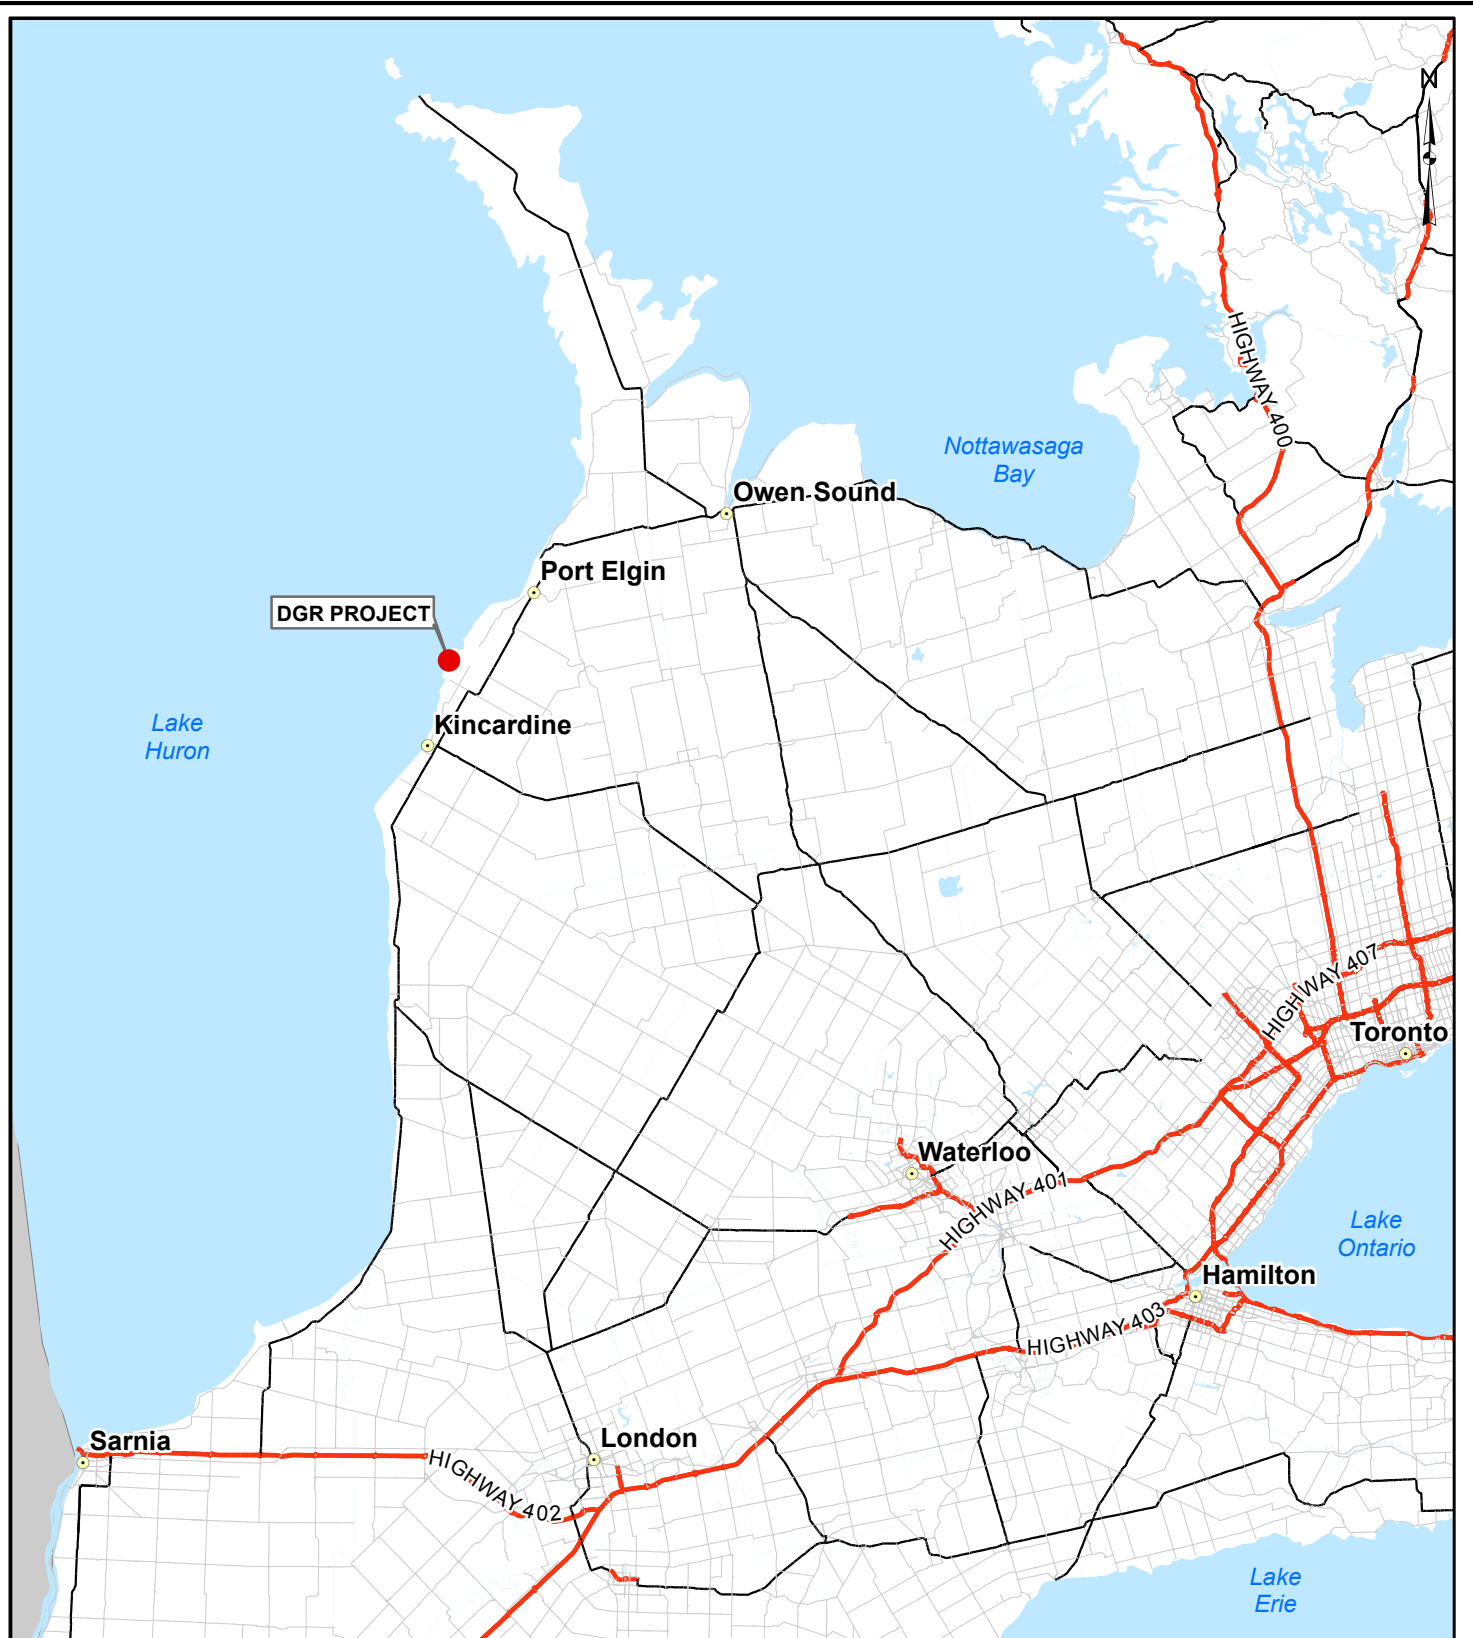 N
HIGHWAY 400
Nottawasaga
Bay
Owen Sound
Port Elgin
DGR PROJECT
Lake
Huron
Kincardine
HIGHWAY 407
Toronto
Waterloo
HIGHWAY 401
Lake
Ontario
Hamilton
HIGHWAY 403
Sarnia
London
HIGHWAY 402
Lake
Erie